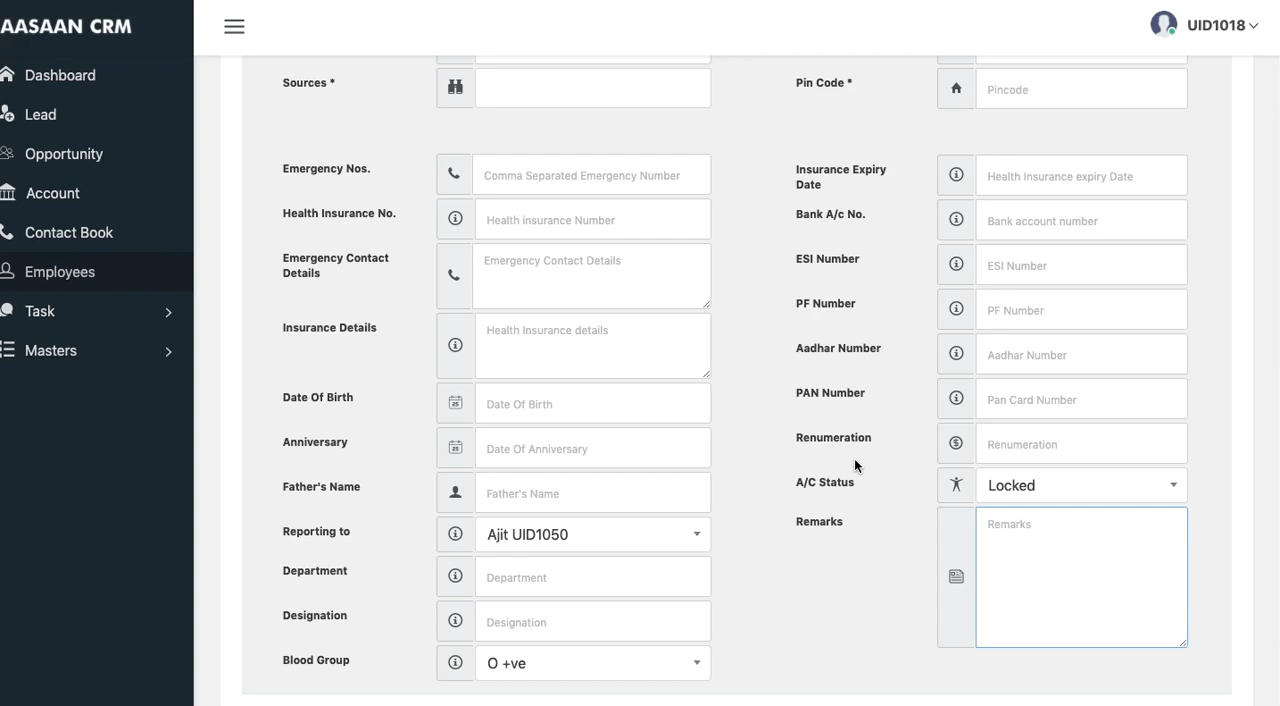 AASAAN CRM
UID1018
Dashboard
Lead
Opportunity
Account
Contact Book
Employees
Task
Masters
Sources *
Pin Code *
Pincode
Emergency Nos.
Comma Separated Emergency Number
Health Insurance No.
Health insurance Number
Emergency Contact
Details
Emergency Contact Details
Insurance Details
Health Insurance details
Date Of Birth
25
Date Of Birth
Anniversary
25
Date Of Anniversary
Father's Name
Father's Name
Reporting to
Ajit UID1050
Department
Department
Designation
Designation
Blood Group
O +ve
Insurance Expiry
Date
Health Insurance expiry Date
Bank A/c No.
Bank account number
ESI Number
ESI Number
PF Number
PF Number
Aadhar Number
Aadhar Number
PAN Number
Pan Card Number
Renumeration
Renumeration
A/C Status
Locked
Remarks
Remarks